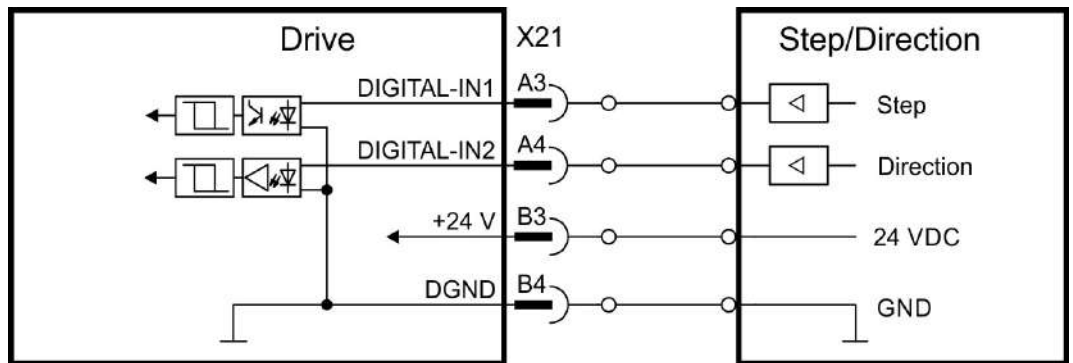 Drive X21 Step/Direction
DIGITAL-IN1 A3 Step
DIGITAL-IN2 A4 Direction
+24 V B3 24 VDC
DGND B4 GND